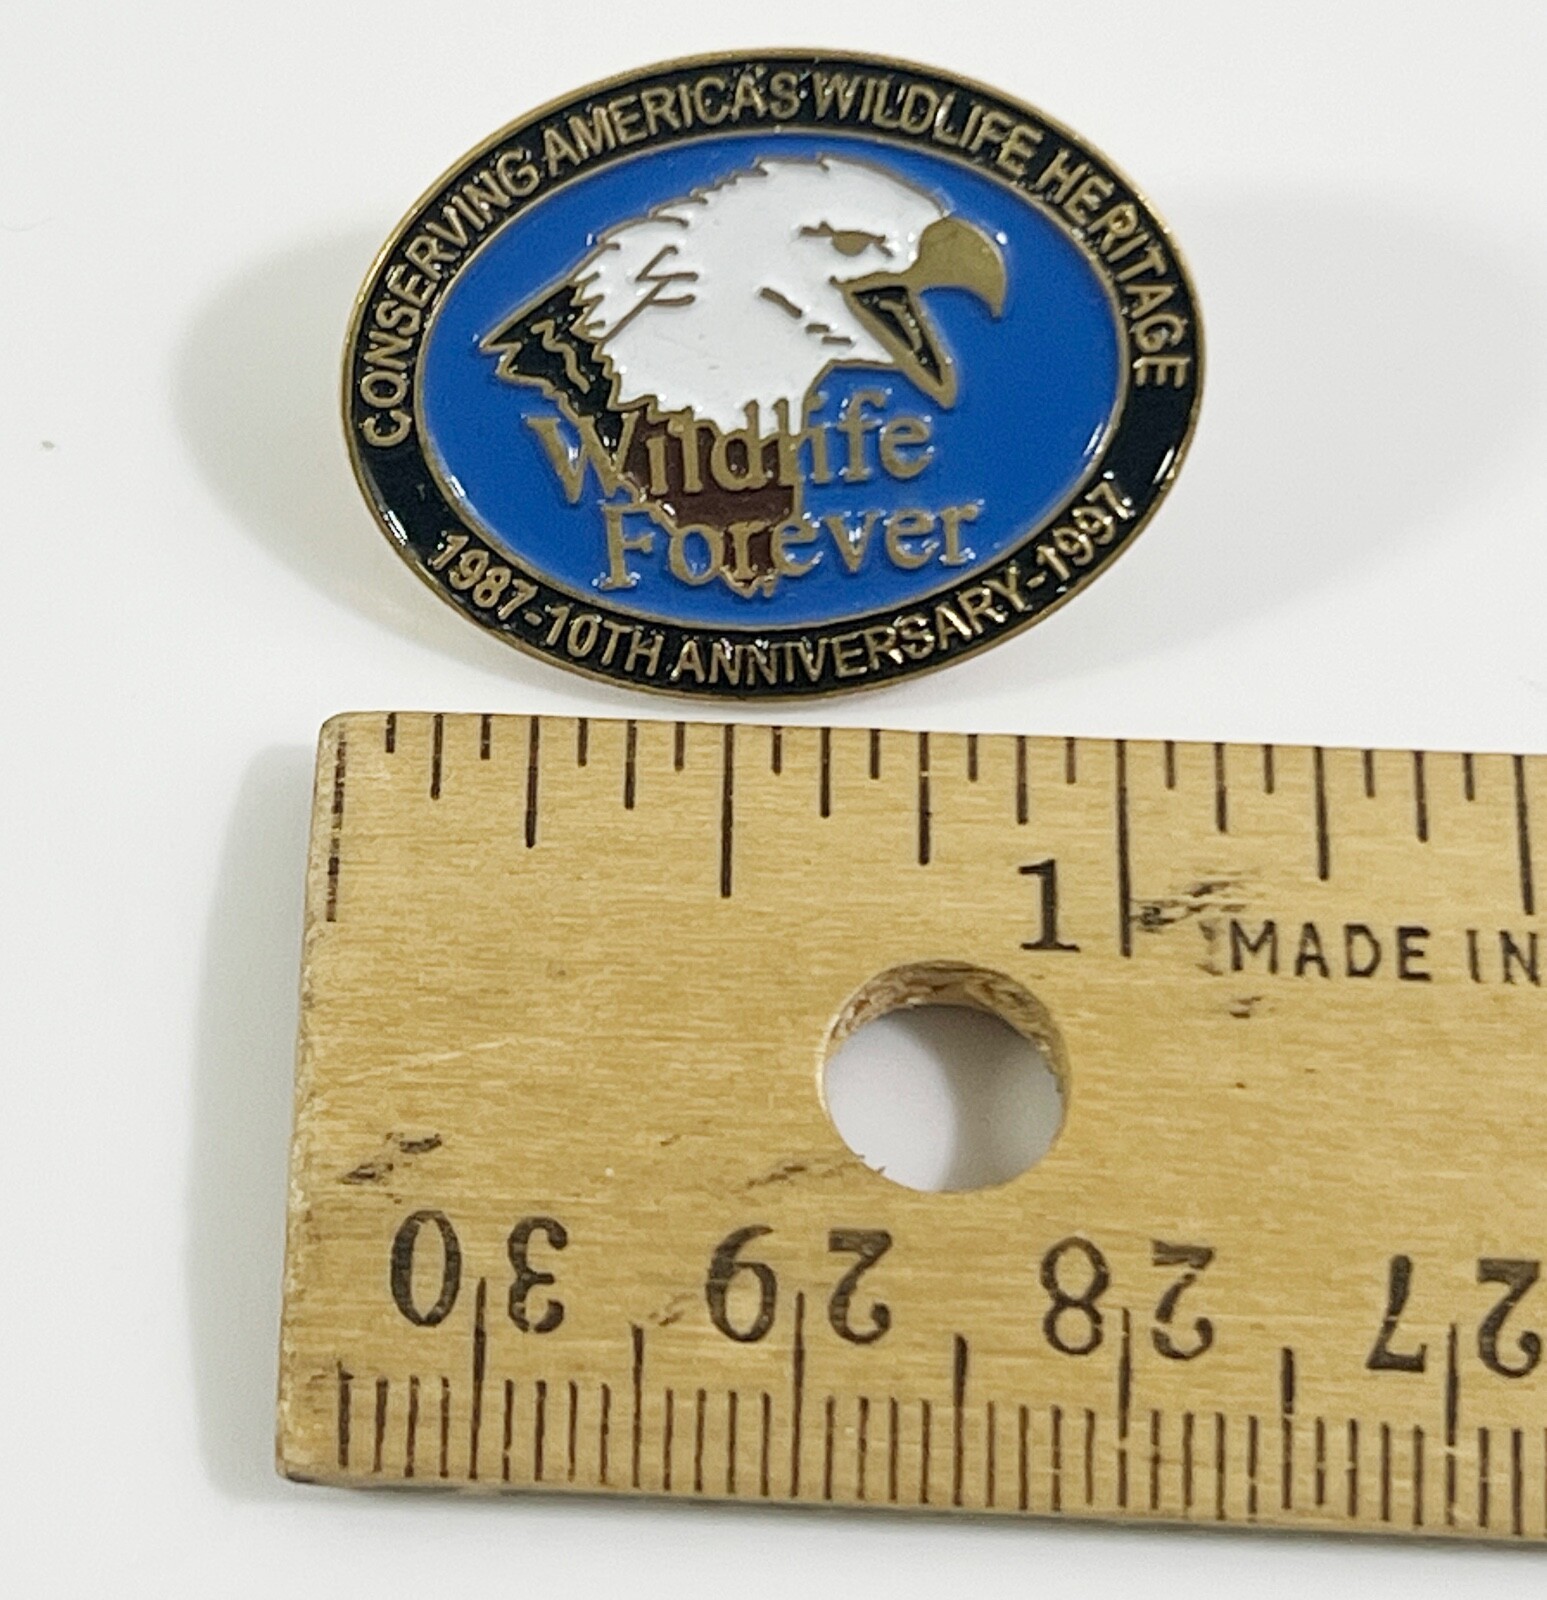 CONSERVING AMERICA'S WILDLIFE HERITAGE
Wildlife
Forever
1987-10TH ANNIVERSARY-1997
1
MADE IN
30 29 28 27